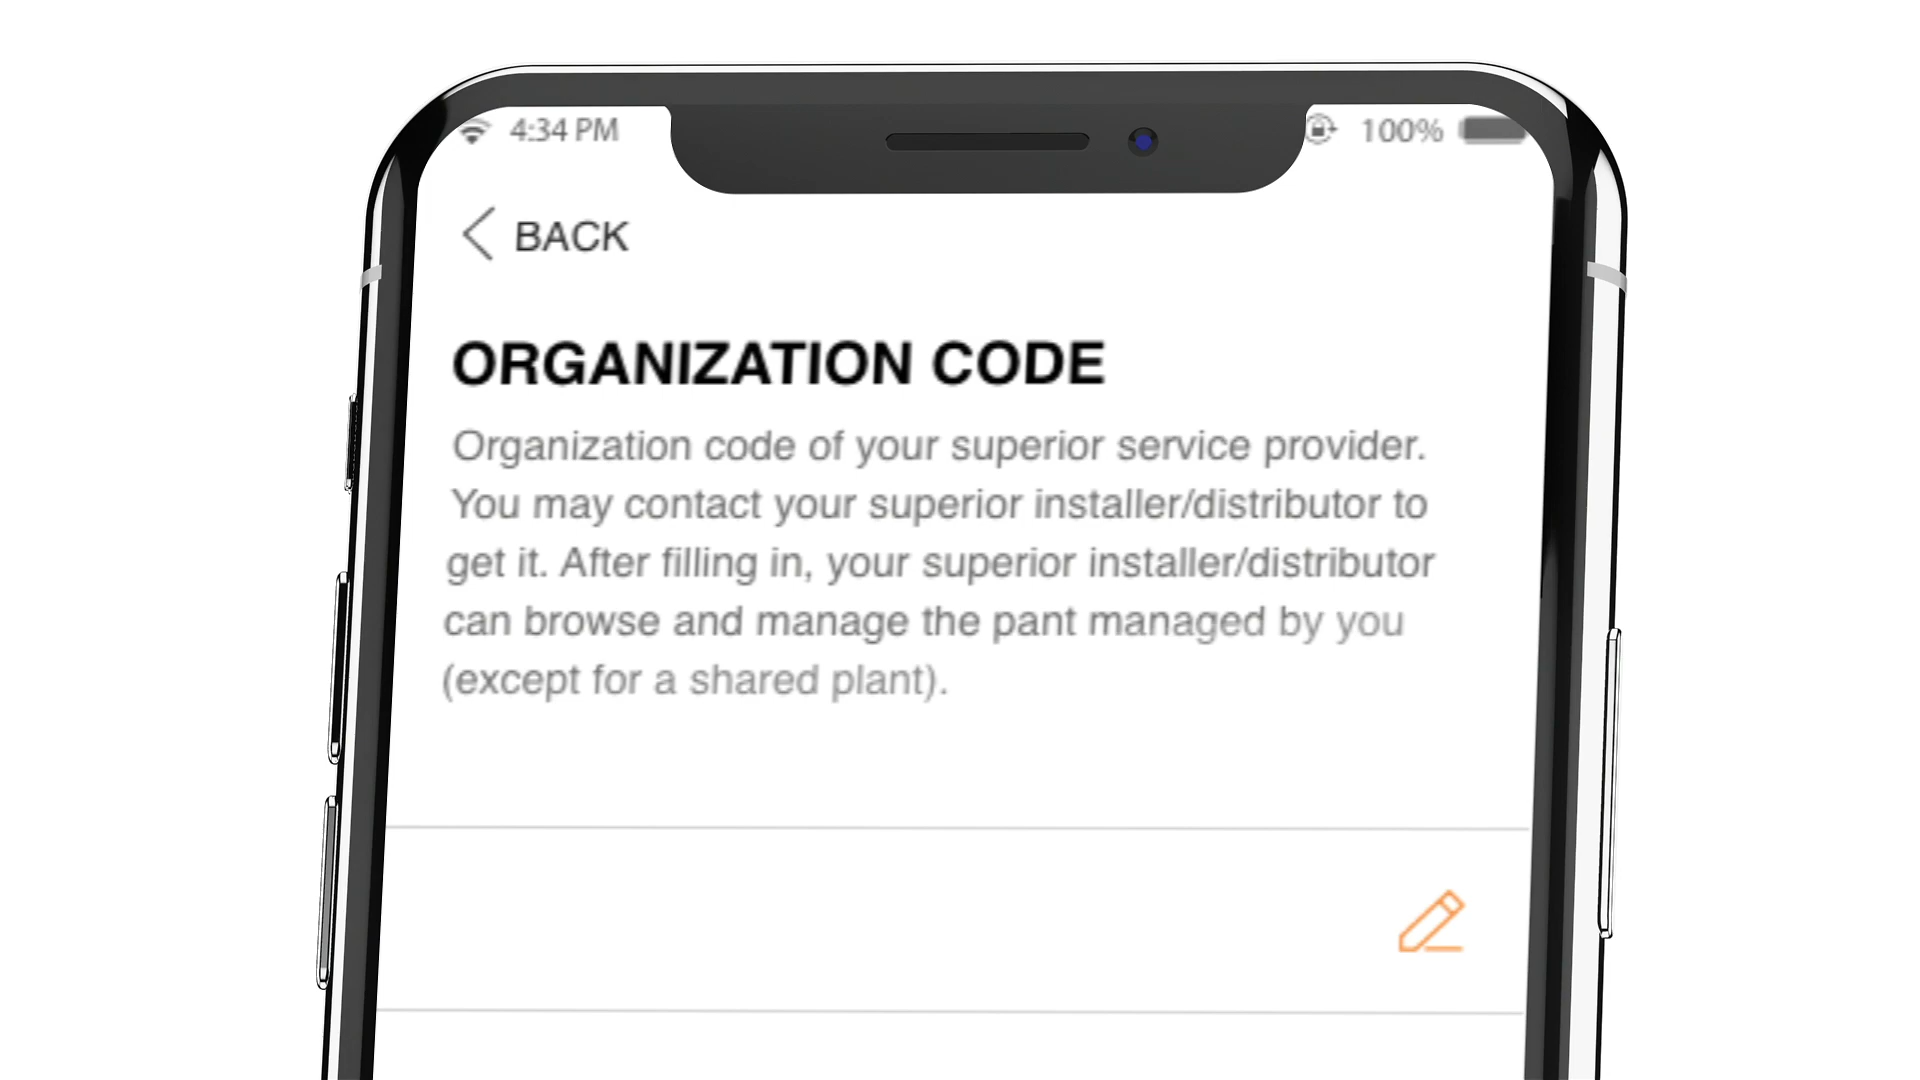 4:34 PM
100%
BACK
ORGANIZATION CODE
Organization code of your superior service provider.
You may contact your superior installer/distributor to
get it. After filling in, your superior installer/distributor
can browse and manage the pant managed by you
(except for a shared plant).